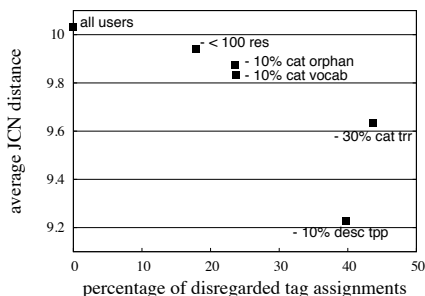 all users
- < 100 res
- 10% cat orphan
- 10% cat vocab
- 30% cat trr
- 10% desc tpp
average JCN distance
10
9.8
9.6
9.4
9.2
0 10 20 30 40 50
percentage of disregarded tag assignments